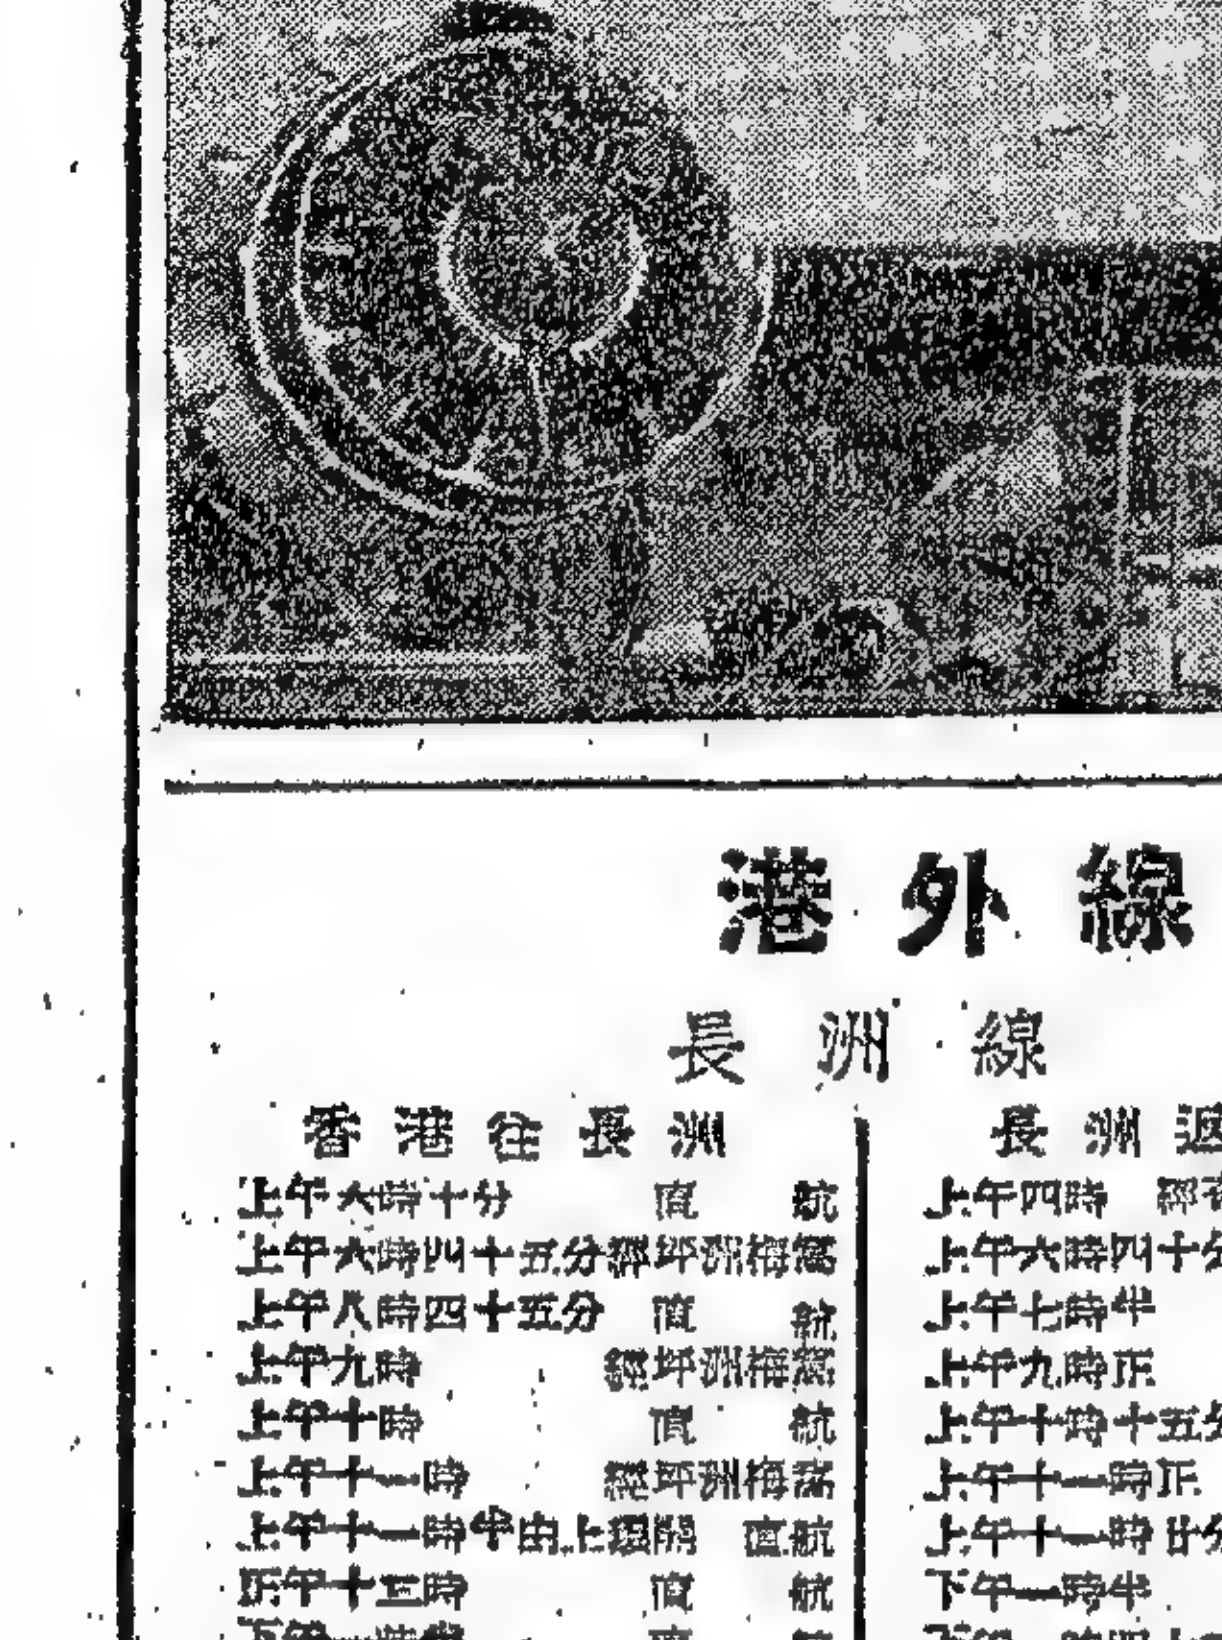 港外線
長洲線
香港往長洲
上午六時十分 直航
上午六時四十五分經坪洲梅窩
上午八時四十五分 直航
上午九時 經坪洲梅窩
上午十時 直航
上午十一時 經坪洲梅窩
上午十一時半由上環開 直航
正午十二時 直航
長洲返
上午四時 經
上午六時四十分
上午七時半
上午九時正
上午十時十五分
上午十一時正
上午十一時廿分
下午一時半